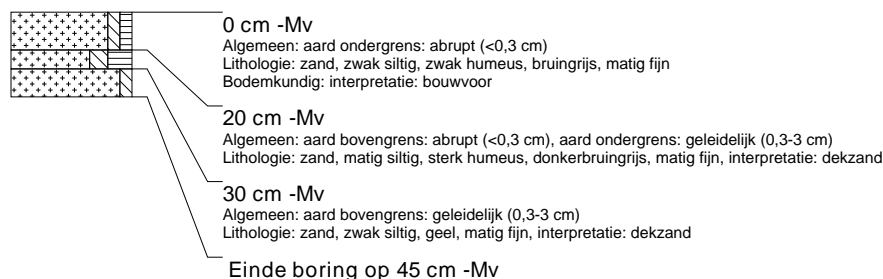 0 cm -Mv
Algemeen: aard ondergrens: abrupt (<0,3 cm)
Lithologie: zand, zwak siltig, zwak humeus, bruingrijs, matig fijn
Bodemkundig: interpretatie: bouwvoor
20 cm -Mv
Algemeen: aard bovengrens: abrupt (<0,3 cm), aard ondergrens: geleidelijk (0,3-3 cm)
Lithologie: zand, matig siltig, sterk humeus, donkerbruingrijs, matig fijn, interpretatie: dekzand
30 cm -Mv
Algemeen: aard bovengrens: geleidelijk (0,3-3 cm)
Lithologie: zand, zwak siltig, geel, matig fijn, interpretatie: dekzand
Einde boring op 45 cm -Mv